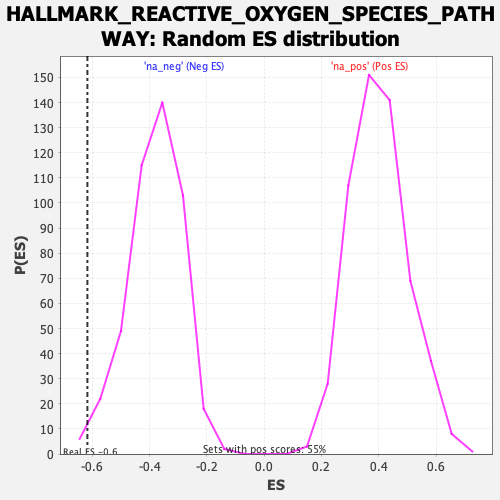 HALLMARK_REACTIVE_OXYGEN_SPECIES_PATH
WAY: Random ES distribution
'na_neg' (Neg ES)
'na_pos' (Pos ES)
150
140
130
120
110
100
90
80
70
60
50
40
30
20
10
0
P(ES)
Real ES -0.6
Sets with pos scores: 55%
-0.6
-0.4
-0.2
0.0
0.2
0.4
0.6
ES